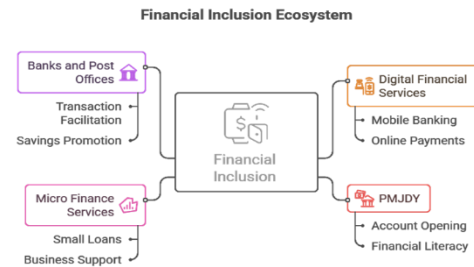 Financial Inclusion Ecosystem
Banks and Post
Offices
Transaction
Facilitation
Savings Promotion
Micro Finance
Services
Small Loans
Business Support
$
Financial
Inclusion
Digital Financial
Services
Mobile Banking
Online Payments
PMJDY
Account Opening
Financial Literacy